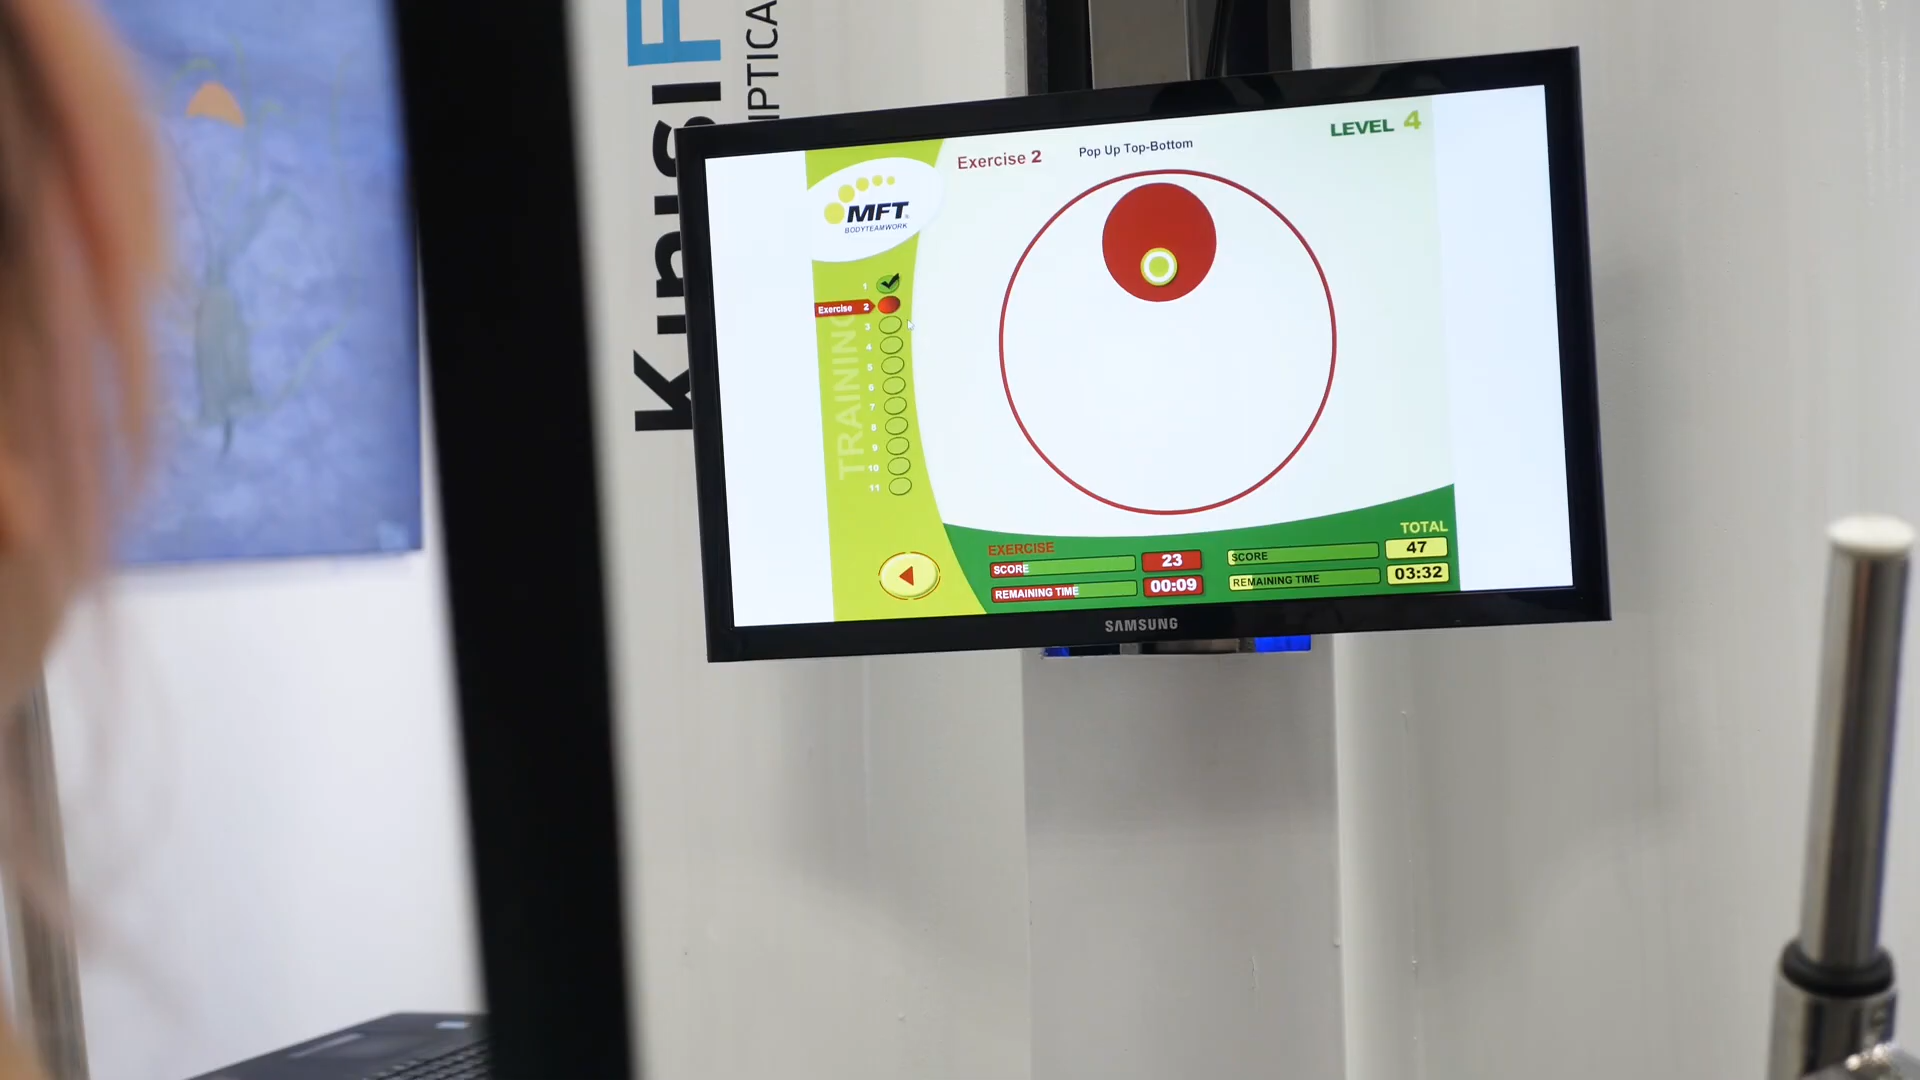 LEVEL 4
Exercise 2
Pop Up Top-Bottom
MFT
BODYTEAMWORK
1
Exercise 2
3
4
5
6
7
8
9
10
11
TRAINING
EXERCISE
SCORE 23
REMAINING TIME 00:09
TOTAL
SCORE 47
REMAINING TIME 03:32
SAMSUNG